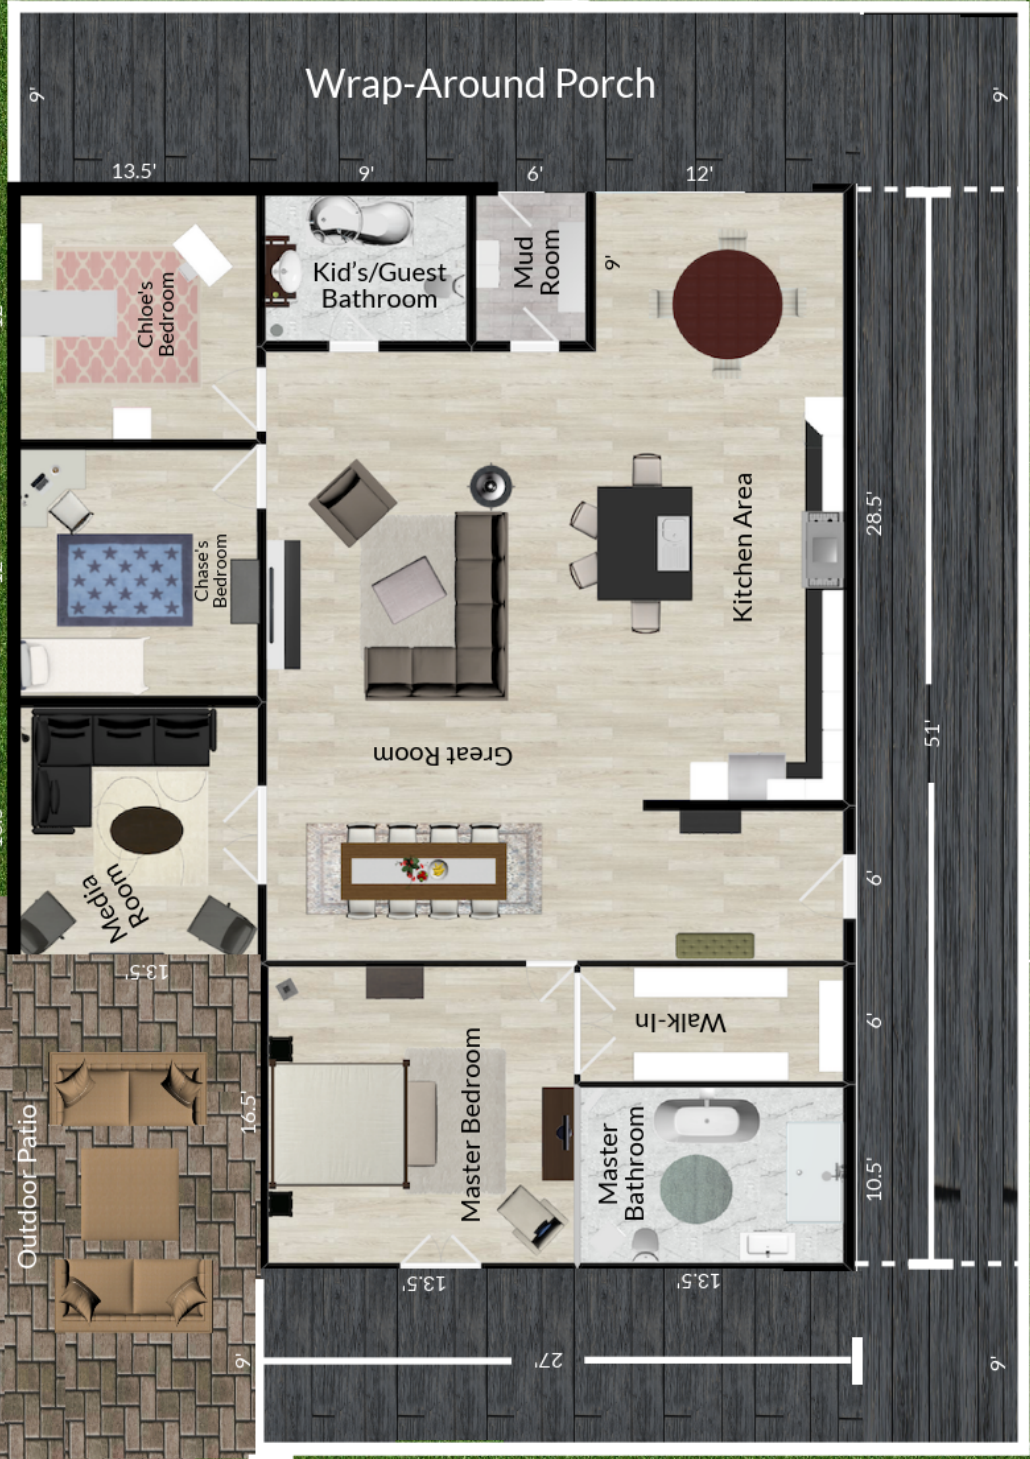 Wrap-Around Porch
9'
9'
13.5'
9'
6'
12'
Chloe's
Bedroom
Kid's/Guest
Bathroom
Mud
Room
9'
Chase's
Bedroom
Kitchen Area
28.5'
Great Room
51'
Media
Room
6'
13.5'
Outdoor Patio
16.5'
Master Bedroom
Walk-In
6'
Master
Bathroom
10.5'
13.5'
13.5'
9'
27'
9'